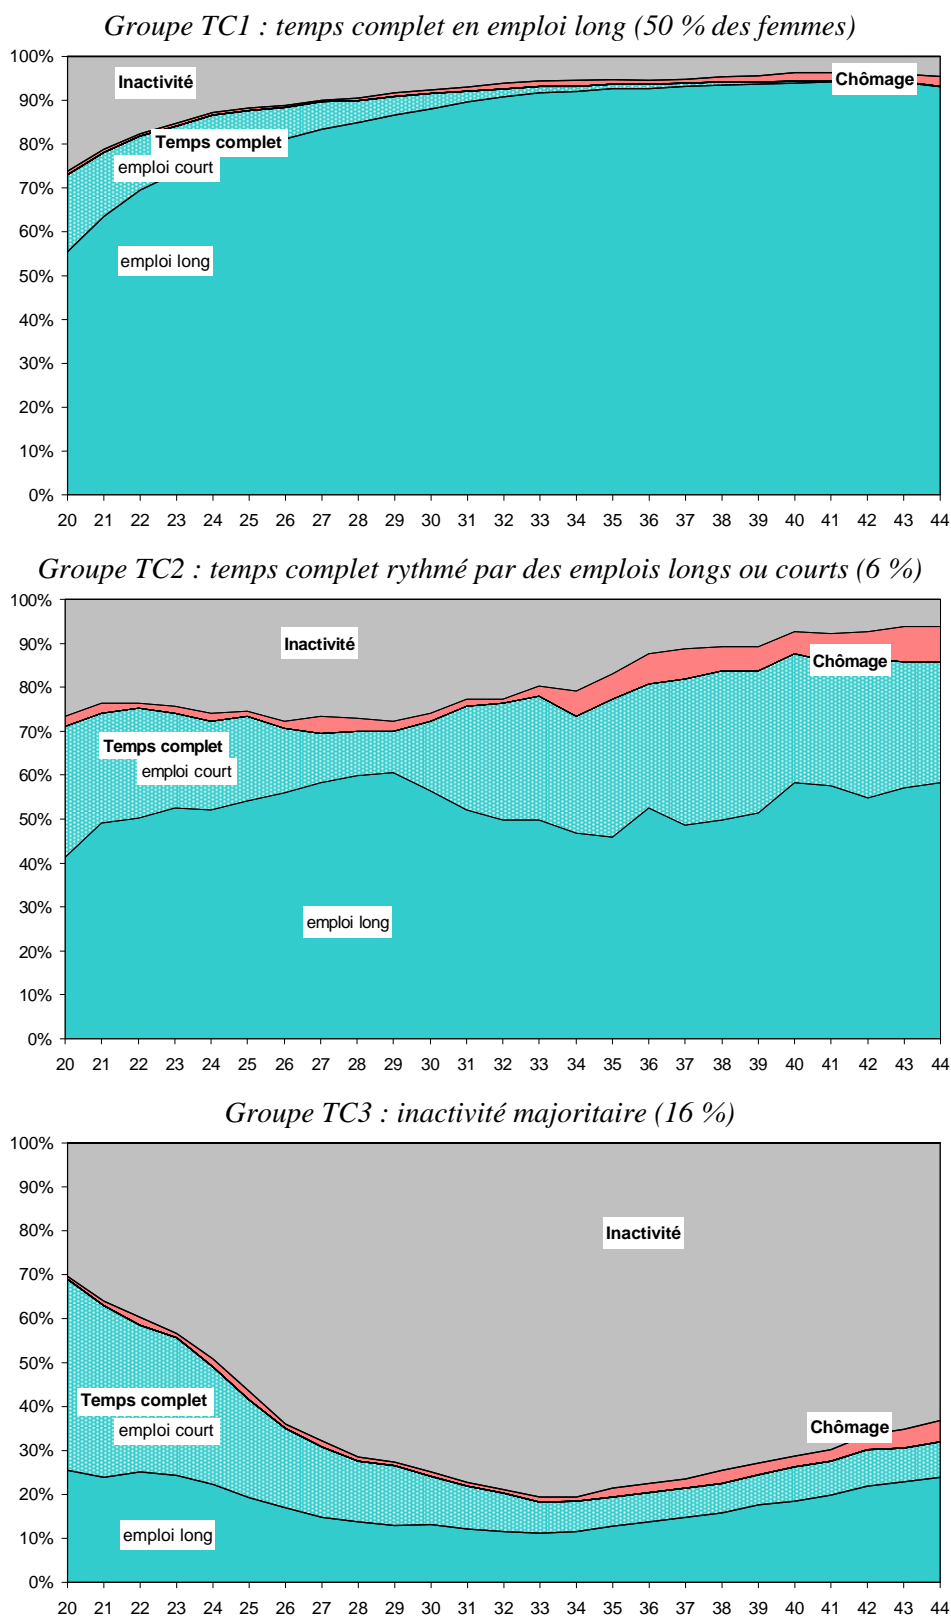 Groupe TC1 : temps complet en emploi long (50 % des femmes)
100%
90%
80%
70%
60%
50%
40%
30%
20%
10%
0%
Inactivité
Chômage
Temps complet
emploi court
emploi long
20 21 22 23 24 25 26 27 28 29 30 31 32 33 34 35 36 37 38 39 40 41 42 43 44
Groupe TC2 : temps complet rythmé par des emplois longs ou courts (6 %)
100%
90%
80%
70%
60%
50%
40%
30%
20%
10%
0%
Inactivité
Chômage
Temps complet
emploi court
emploi long
20 21 22 23 24 25 26 27 28 29 30 31 32 33 34 35 36 37 38 39 40 41 42 43 44
Groupe TC3 : inactivité majoritaire (16 %)
100%
90%
80%
70%
60%
50%
40%
30%
20%
10%
0%
Inactivité
Temps complet
emploi court
Chômage
emploi long
20 21 22 23 24 25 26 27 28 29 30 31 32 33 34 35 36 37 38 39 40 41 42 43 44